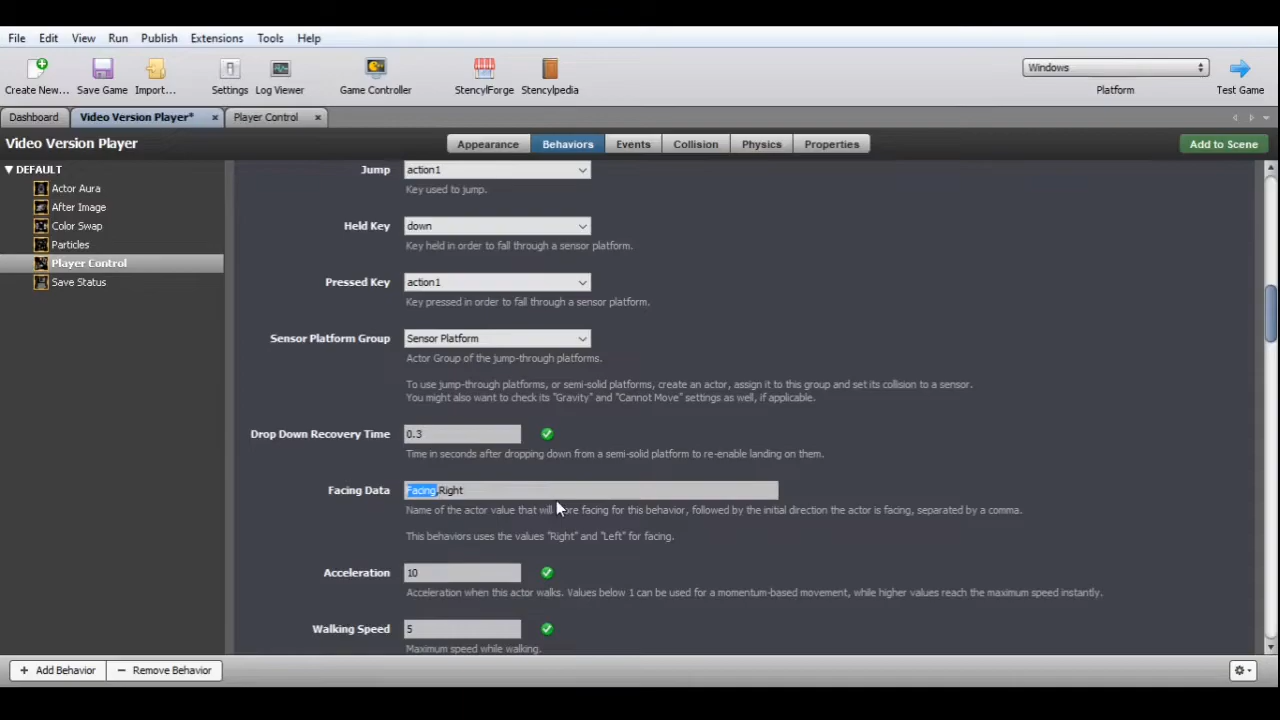 File Edit View Run Publish Extensions Tools Help
Create New... Save Game Import... Settings Log Viewer Game Controller StencylForge Stencylpedia Windows Platform Test Game
Dashboard Video Version Player* Player Control
Video Version Player Appearance Behaviors Events Collision Physics Properties Add to Scene
DEFAULT
Actor Aura
After Image
Color Swap
Particles
Player Control
Save Status
Jump action1
Key used to jump.
Held Key down
Key held in order to fall through a sensor platform.
Pressed Key action1
Key pressed in order to fall through a sensor platform.
Sensor Platform Group Sensor Platform
Actor Group of the jump-through platforms.
To use jump-through platforms, or semi-solid platforms, create an actor, assign it to this group and set its collision to a sensor.
You might also want to check its "Gravity" and "Cannot Move" settings as well, if applicable.
Drop Down Recovery Time 0.3
Time in seconds after dropping down from a semi-solid platform to re-enable landing on them.
Facing Data Facing,Right
Name of the actor value that will store facing for this behavior, followed by the initial direction the actor is facing, separated by a comma.
This behaviors uses the values "Right" and "Left" for facing.
Acceleration 10
Acceleration when this actor walks. Values below 1 can be used for a momentum-based movement, while higher values reach the maximum speed instantly.
Walking Speed 5
Maximum speed while walking.
Add Behavior Remove Behavior